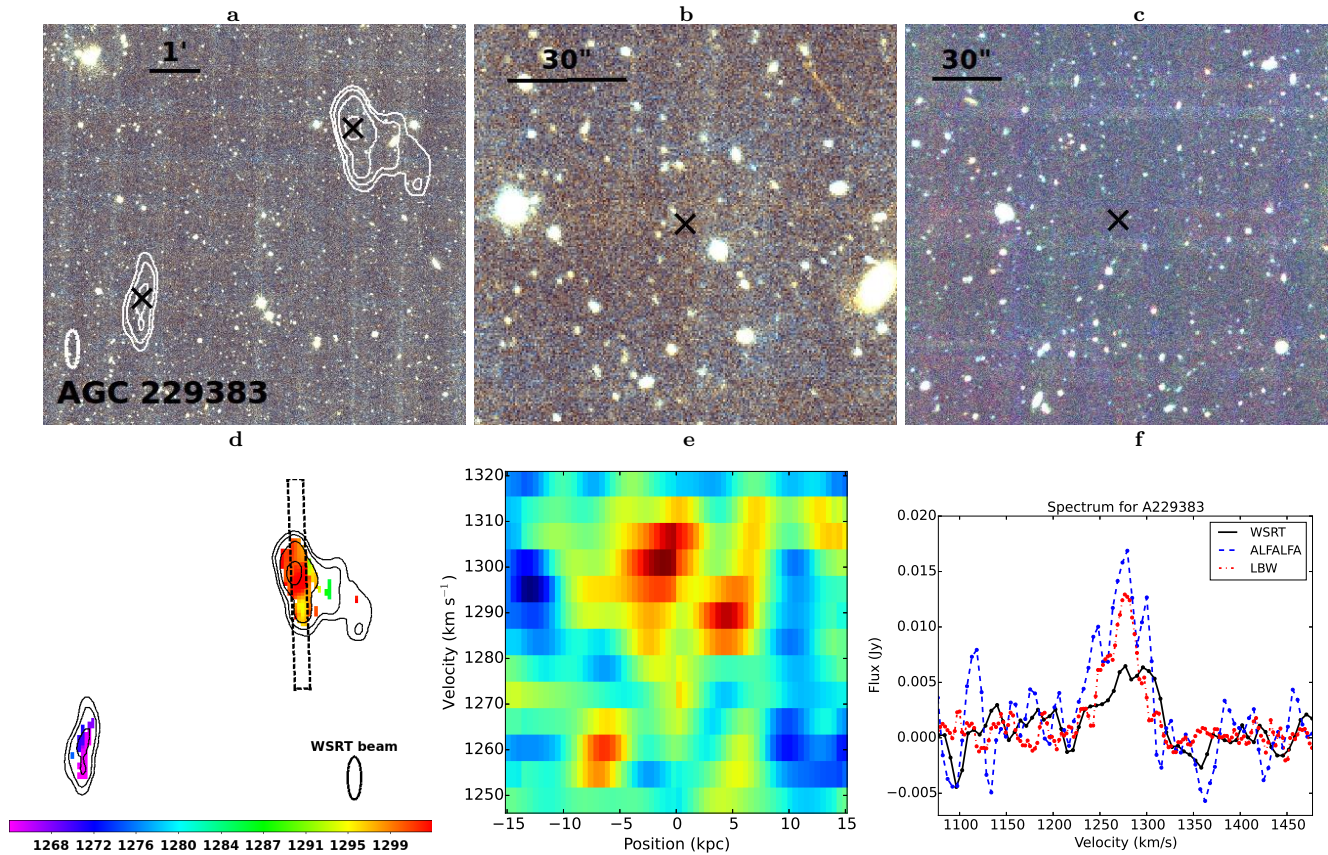 a
b
c
1'
30"
30"
AGC 229383
d
e
f
WSRT beam
1268 1272 1276 1280 1284 1287 1291 1295 1299
1320
1310
1300
1290
1280
1270
1260
1250
Velocity (km s⁻¹)
−15 −10 −5 0 5 10 15
Position (kpc)
Spectrum for A229383
WSRT
ALFALFA
LBW
0.020
0.015
0.010
0.005
0.000
−0.005
Flux (Jy)
1100 1150 1200 1250 1300 1350 1400 1450
Velocity (km/s)